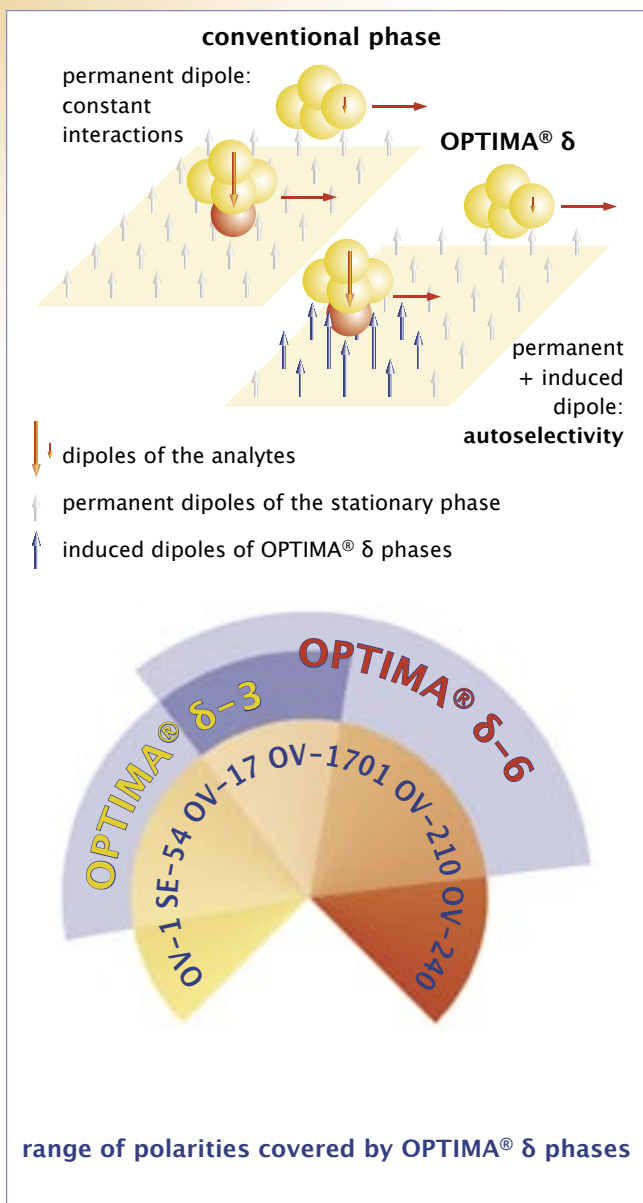 conventional phase
permanent dipole:
constant
interactions
OPTIMA® δ
permanent
+ induced
dipole:
autoselectivity
dipoles of the analytes
permanent dipoles of the stationary phase
induced dipoles of OPTIMA® δ phases
OPTIMA® δ–3
OPTIMA® δ–6
OV–1
SE–54
OV–17
OV–1701
OV–210
OV–240
range of polarities covered by OPTIMA® δ phases